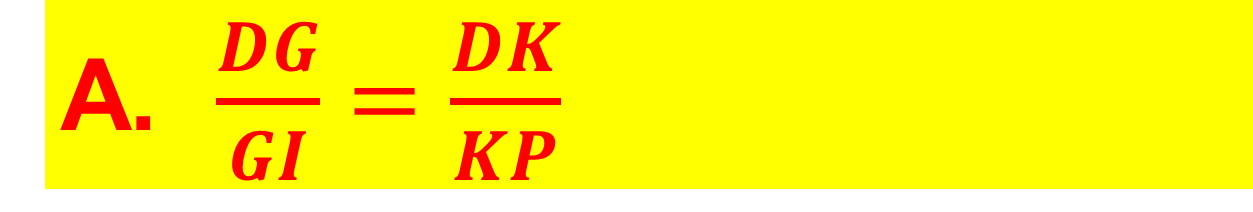 A. DG/GI = DK/KP